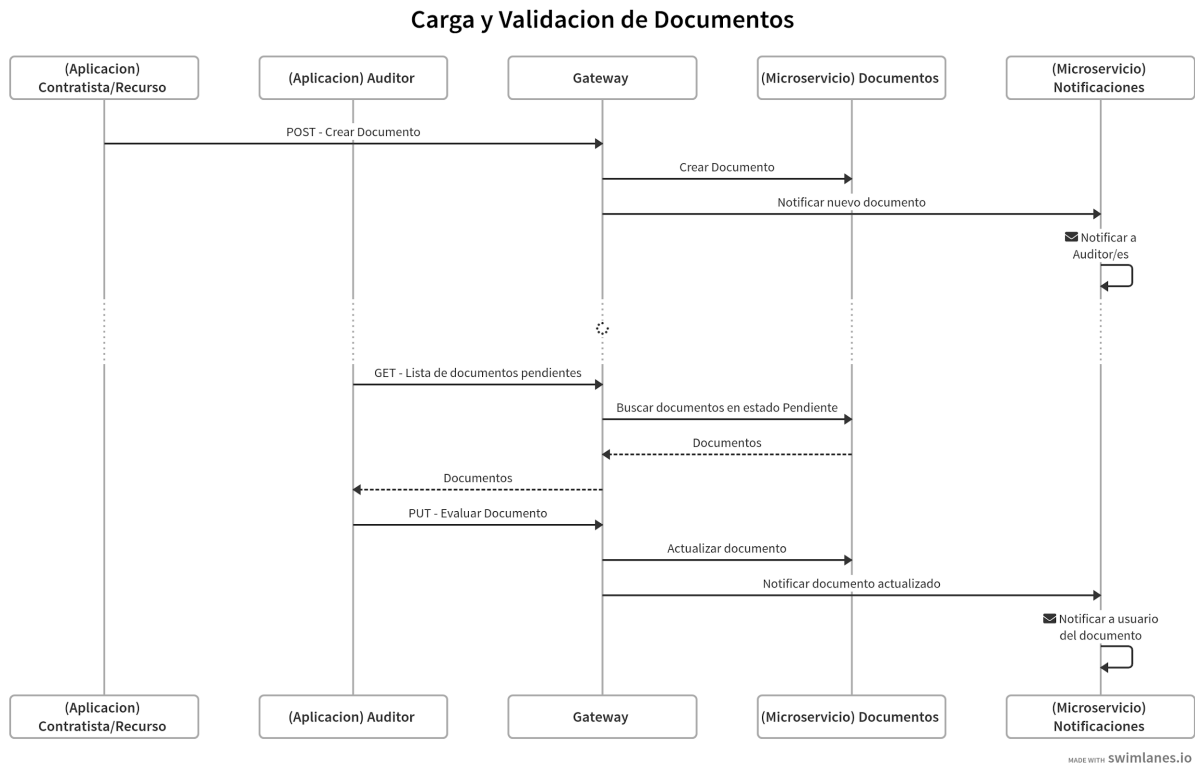 Carga y Validacion de Documentos
(Aplicacion)
Contratista/Recurso
(Aplicacion) Auditor
Gateway
(Microservicio) Documentos
(Microservicio)
Notificaciones
POST - Crear Documento
Crear Documento
Notificar nuevo documento
Notificar a
Auditor/es
GET - Lista de documentos pendientes
Buscar documentos en estado Pendiente
Documentos
Documentos
PUT - Evaluar Documento
Actualizar documento
Notificar documento actualizado
Notificar a usuario
del documento
(Aplicacion)
Contratista/Recurso
(Aplicacion) Auditor
Gateway
(Microservicio) Documentos
(Microservicio)
Notificaciones
MADE WITH swimlanes.io